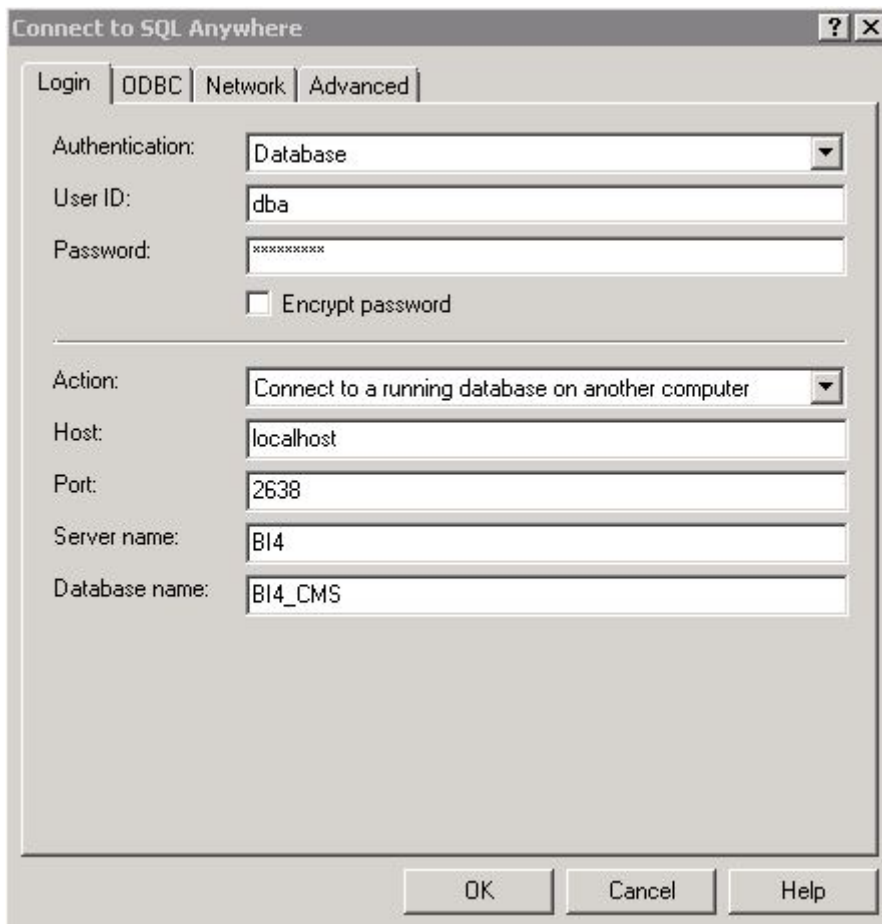 Connect to SQL Anywhere
Login ODBC Network Advanced
Authentication: Database
User ID: dba
Password: *********
Encrypt password
Action: Connect to a running database on another computer
Host: localhost
Port: 2638
Server name: BI4
Database name: BI4_CMS
OK Cancel Help